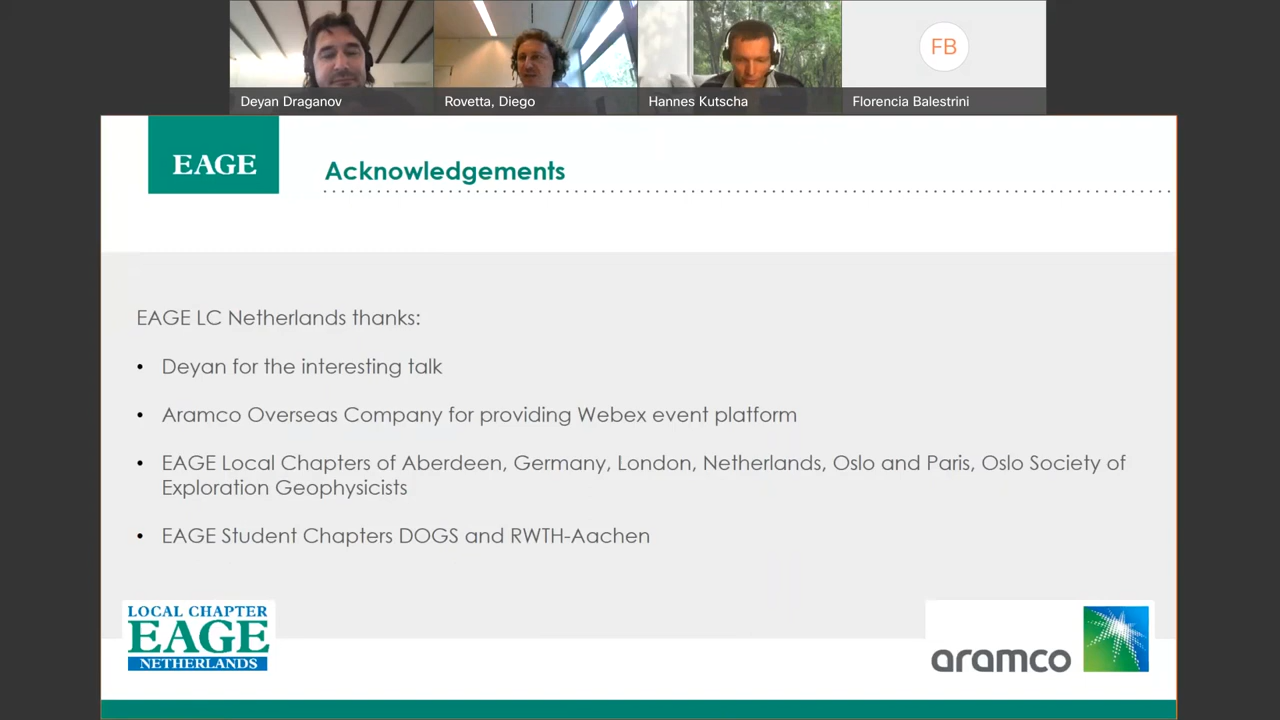 FB
Deyan Draganov
Rovetta, Diego
Hannes Kutscha
Florencia Balestrini
EAGE
Acknowledgements
EAGE LC Netherlands thanks:
• Deyan for the interesting talk
• Aramco Overseas Company for providing Webex event platform
• EAGE Local Chapters of Aberdeen, Germany, London, Netherlands, Oslo and Paris, Oslo Society of
Exploration Geophysicists
• EAGE Student Chapters DOGS and RWTH-Aachen
LOCAL CHAPTER
EAGE
NETHERLANDS
aramco